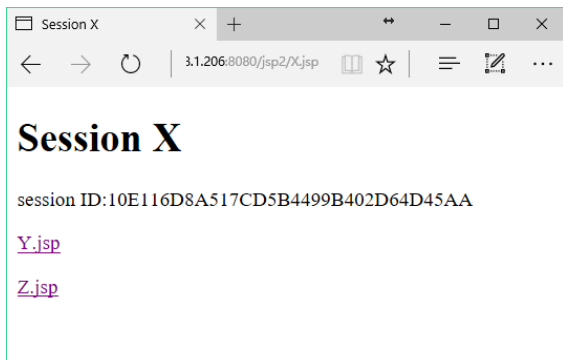 Session X
3.1.206:8080/jsp2/X.jsp
Session X
session ID:10E116D8A517CD5B4499B402D64D45AA
Y.jsp
Z.jsp